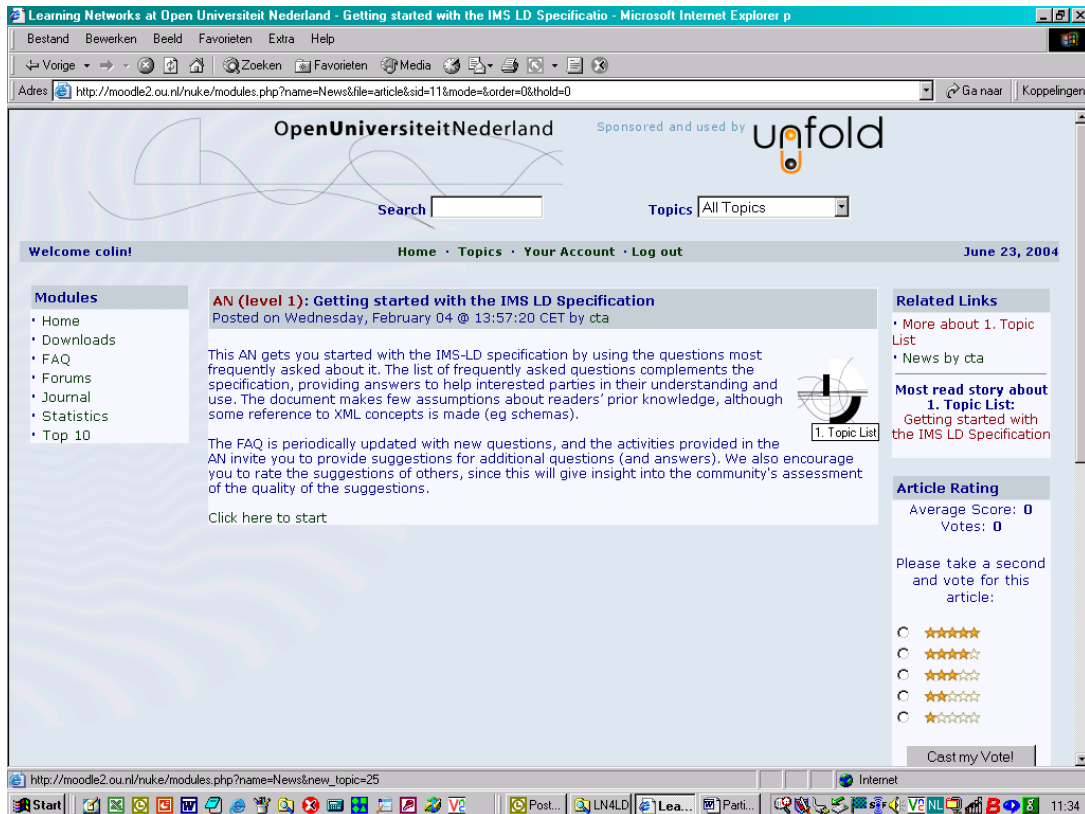 Learning Networks at Open Universiteit Nederland - Getting started with the IMS LD Specificatio - Microsoft Internet Explorer p
Bestand Bewerken Beeld Favorieten Extra Help
Vorige Zoeken Favorieten Media
Adres http://moodle2.ou.nl/nuke/modules.php?name=News&file=article&sid=11&mode=&order=0&thold=0 Ga naar Koppelingen
OpenUniversiteitNederland Sponsored and used by unfold
Search Topics All Topics
Welcome colin! Home · Topics · Your Account · Log out June 23, 2004
Modules
· Home
· Downloads
· FAQ
· Forums
· Journal
· Statistics
· Top 10
AN (level 1): Getting started with the IMS LD Specification
Posted on Wednesday, February 04 @ 13:57:20 CET by cta
This AN gets you started with the IMS-LD specification by using the questions most
frequently asked about it. The list of frequently asked questions complements the
specification, providing answers to help interested parties in their understanding and
use. The document makes few assumptions about readers' prior knowledge, although
some reference to XML concepts is made (eg schemas).
1. Topic List
The FAQ is periodically updated with new questions, and the activities provided in the
AN invite you to provide suggestions for additional questions (and answers). We also encourage
you to rate the suggestions of others, since this will give insight into the community's assessment
of the quality of the suggestions.
Click here to start
Related Links
· More about 1. Topic
List
· News by cta
Most read story about
1. Topic List:
Getting started with
the IMS LD Specification
Article Rating
Average Score: 0
Votes: 0
Please take a second
and vote for this
article:
Cast my Vote!
http://moodle2.ou.nl/nuke/modules.php?name=News&new_topic=25 Internet
Start Post... LN4LD Lea... Parti... NL 11:34